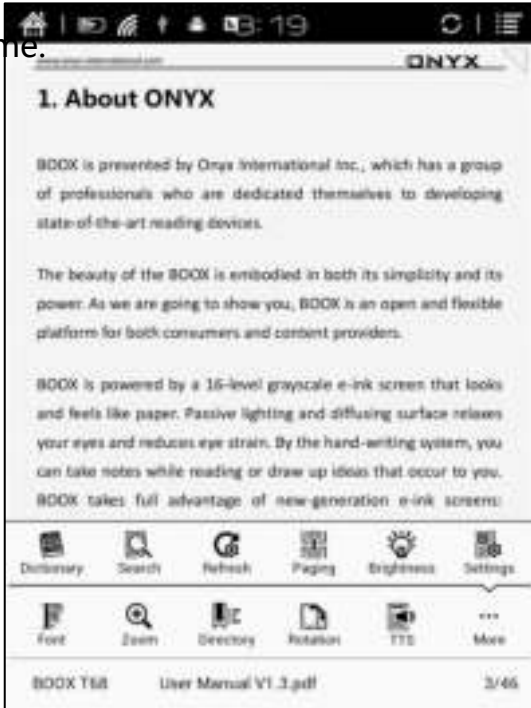 3:19
me.
www.onyx-international.com
ONYX
1. About ONYX
BOOX is presented by Onyx International Inc., which has a group
of professionals who are dedicated themselves to developing
state-of-the-art reading devices.
The beauty of the BOOX is embodied in both its simplicity and its
power. As we are going to show you, BOOX is an open and flexible
platform for both consumers and content providers.
BOOX is powered by a 16-level grayscale e-ink screen that looks
and feels like paper. Passive lighting and diffusing surface relaxes
your eyes and reduces eye strain. By the hand-writing system, you
can take notes while reading or draw up ideas that occur to you.
BOOX takes full advantage of new-generation e-ink screens:
Dictionary Search Refresh Paging Brightness Settings
Font Zoom Directory Rotation TTS More
BOOX T68 User Manual V1.3.pdf 3/46